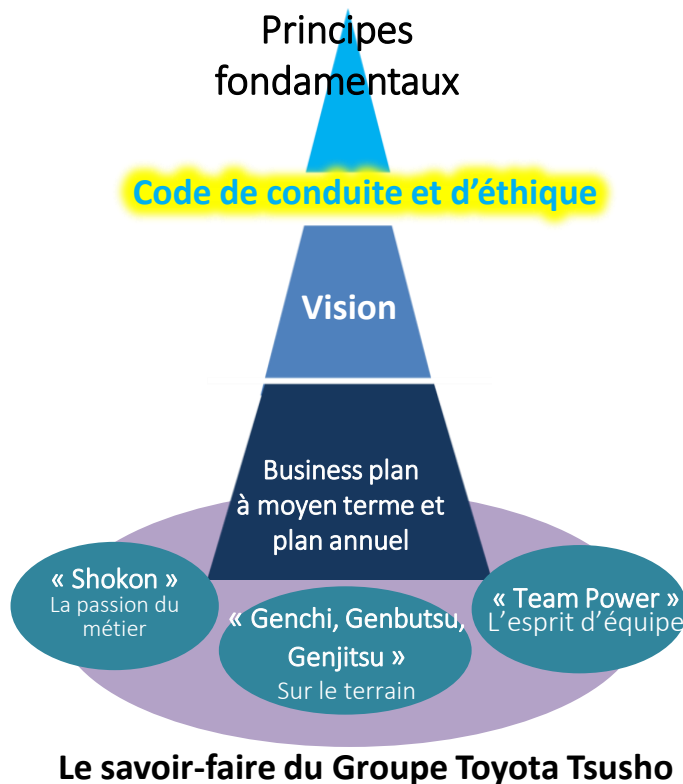 Principes
fondamentaux
Code de conduite et d’éthique
Vision
Business plan
à moyen terme et
plan annuel
« Shokon »
La passion du
métier
« Genchi, Genbutsu,
Genjitsu »
Sur le terrain
« Team Power »
L’esprit d’équipe
Le savoir-faire du Groupe Toyota Tsusho